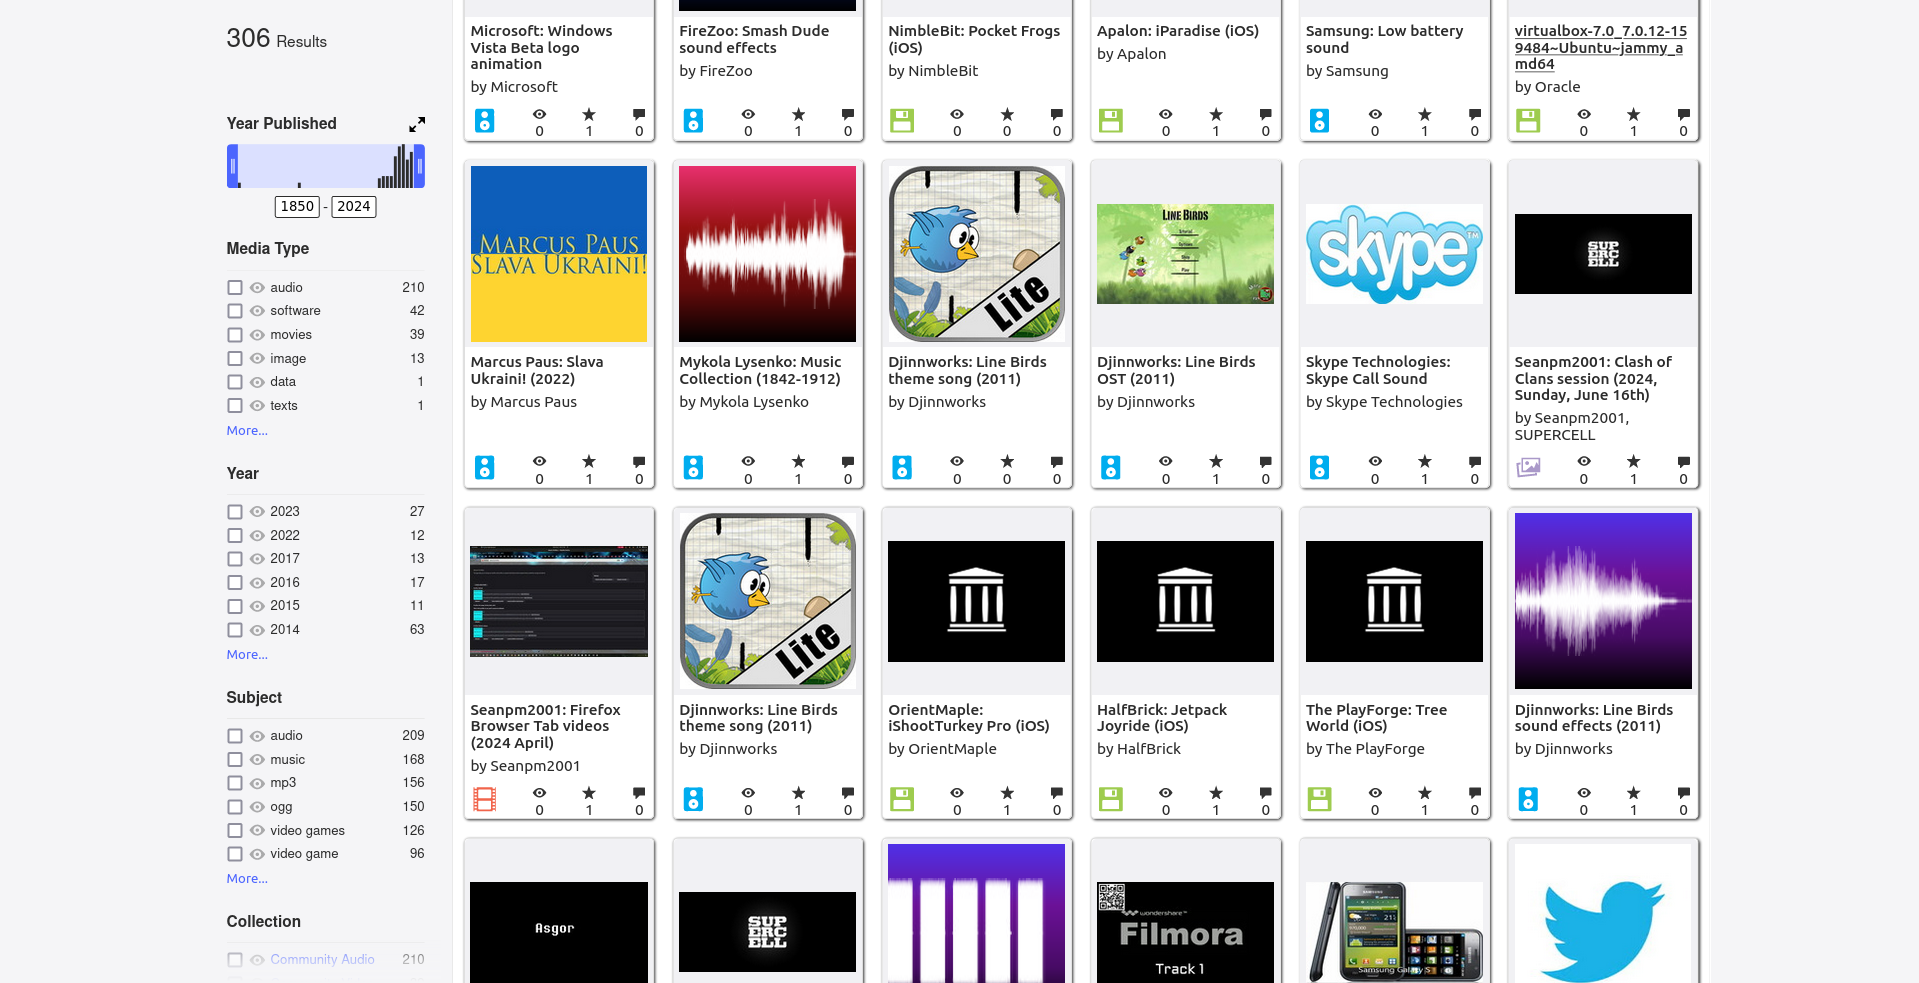 306 Results
Year Published
1850 - 2024
Media Type
audio 210
software 42
movies 39
image 13
data 1
texts 1
More...
Year
2023 27
2022 12
2017 13
2016 17
2015 11
2014 63
More...
Subject
audio 209
music 168
mp3 156
ogg 150
video games 126
video game 96
More...
Collection
Community Audio 210
Microsoft: Windows
Vista Beta logo
animation
by Microsoft
0 1 0
FireZoo: Smash Dude
sound effects
by FireZoo
0 1 0
NimbleBit: Pocket Frogs
(iOS)
by NimbleBit
0 0 0
Apalon: iParadise (iOS)
by Apalon
0 1 0
Samsung: Low battery
sound
by Samsung
0 1 0
virtualbox-7.0_7.0.12-15
9484~Ubuntu~jammy_a
md64
by Oracle
0 1 0
MARCUS PAUS
SLAVA UKRAINI!
Marcus Paus: Slava
Ukraini! (2022)
by Marcus Paus
0 1 0
Mykola Lysenko: Music
Collection (1842-1912)
by Mykola Lysenko
0 1 0
Lite
Djinnworks: Line Birds
theme song (2011)
by Djinnworks
0 0 0
LINE BIRDS
Djinnworks: Line Birds
OST (2011)
by Djinnworks
0 1 0
skype™
Skype Technologies:
Skype Call Sound
by Skype Technologies
0 1 0
SUP
ERC
ELL
Seanpm2001: Clash of
Clans session (2024,
Sunday, June 16th)
by Seanpm2001,
SUPERCELL
0 1 0
Seanpm2001: Firefox
Browser Tab videos
(2024 April)
by Seanpm2001
0 1 0
Lite
Djinnworks: Line Birds
theme song (2011)
by Djinnworks
0 1 0
OrientMaple:
iShootTurkey Pro (iOS)
by OrientMaple
0 1 0
HalfBrick: Jetpack
Joyride (iOS)
by HalfBrick
0 1 0
The PlayForge: Tree
World (iOS)
by The PlayForge
0 1 0
Djinnworks: Line Birds
sound effects (2011)
by Djinnworks
0 1 0
Asgor
SUP
ERC
ELL
wondershare™
Filmora
Track 1
Samsung Galaxy S